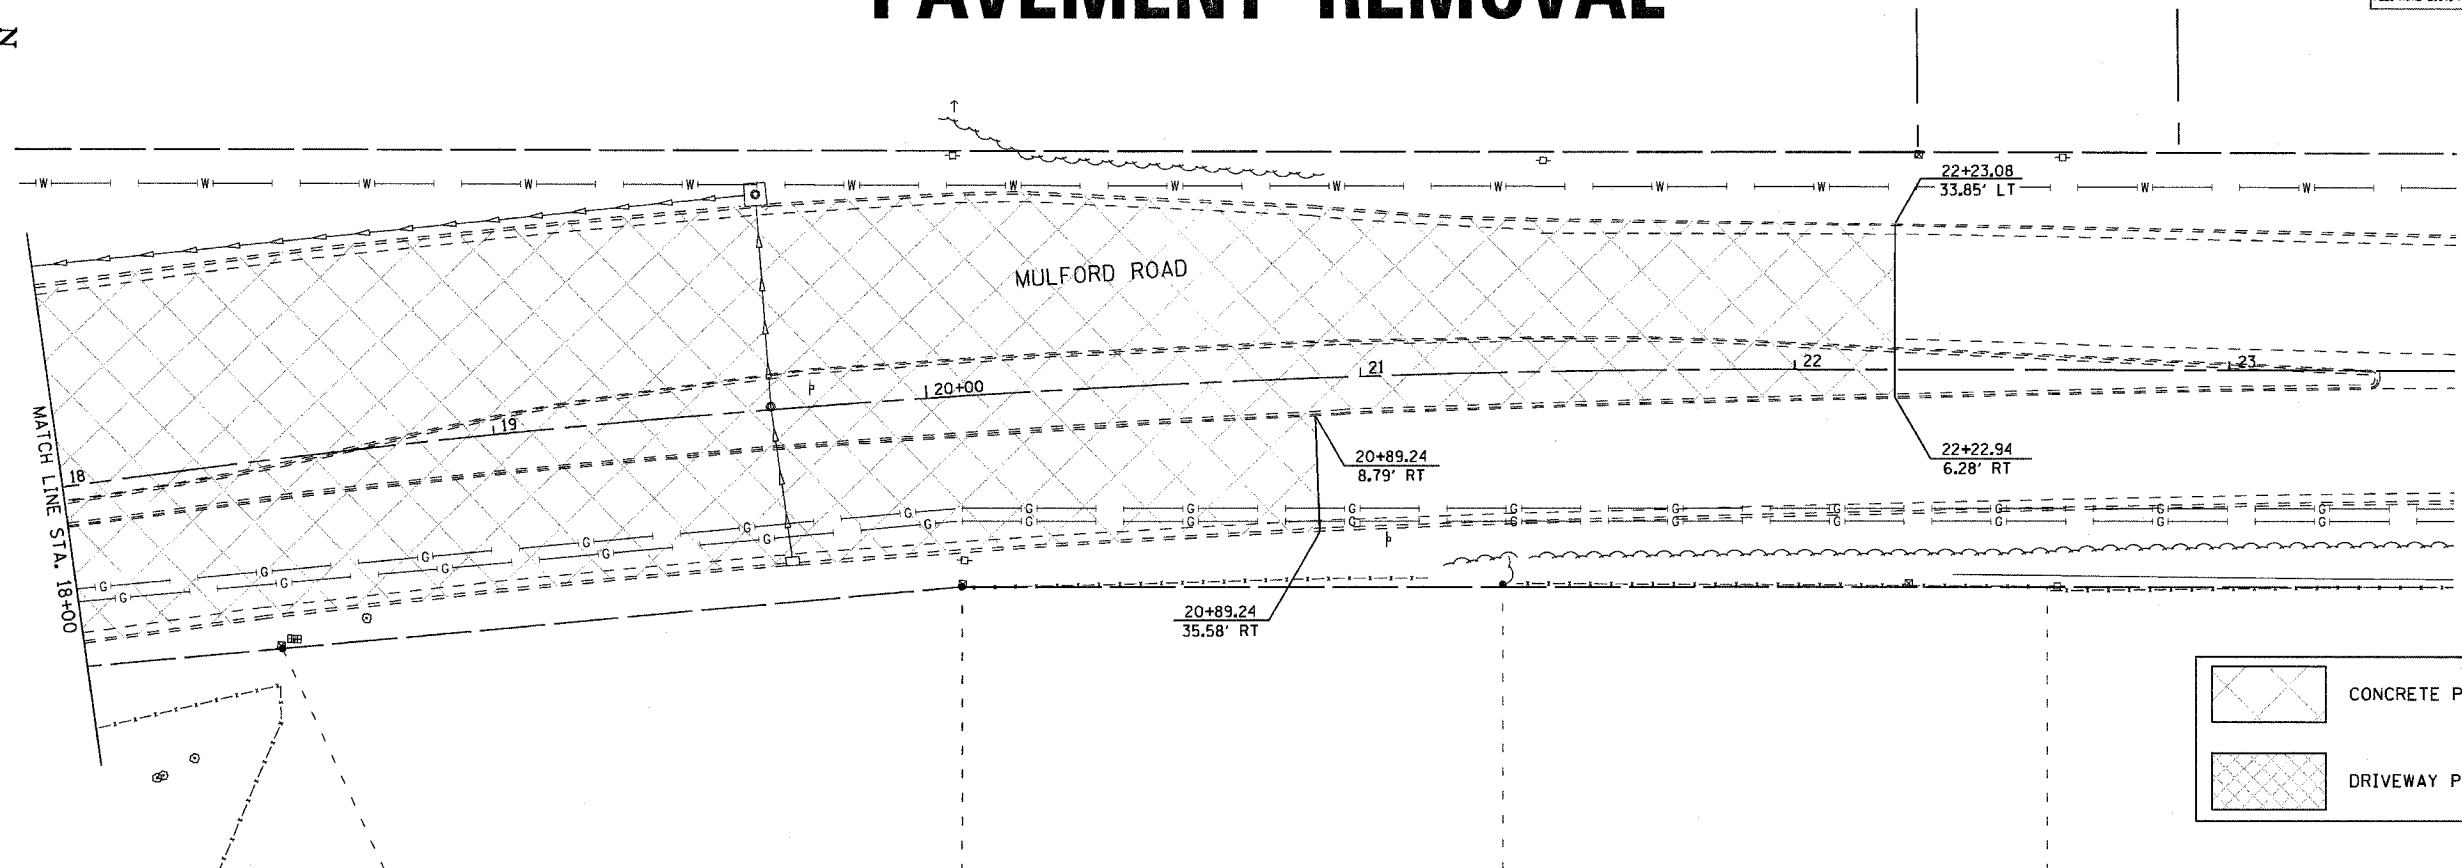 PAVEMENT REMOVAL
N
W W W W W W W W W W W W W W
22+23.08
33.85' LT
MULFORD ROAD
18
19
20+00
21
22
23
20+89.24
8.79' RT
22+22.94
6.28' RT
MATCH LINE STA. 18+00
G G G G G G G G G G G G G G G
G G G G G G G G G G G G G G G
20+89.24
35.58' RT
CONCRETE P
DRIVEWAY P